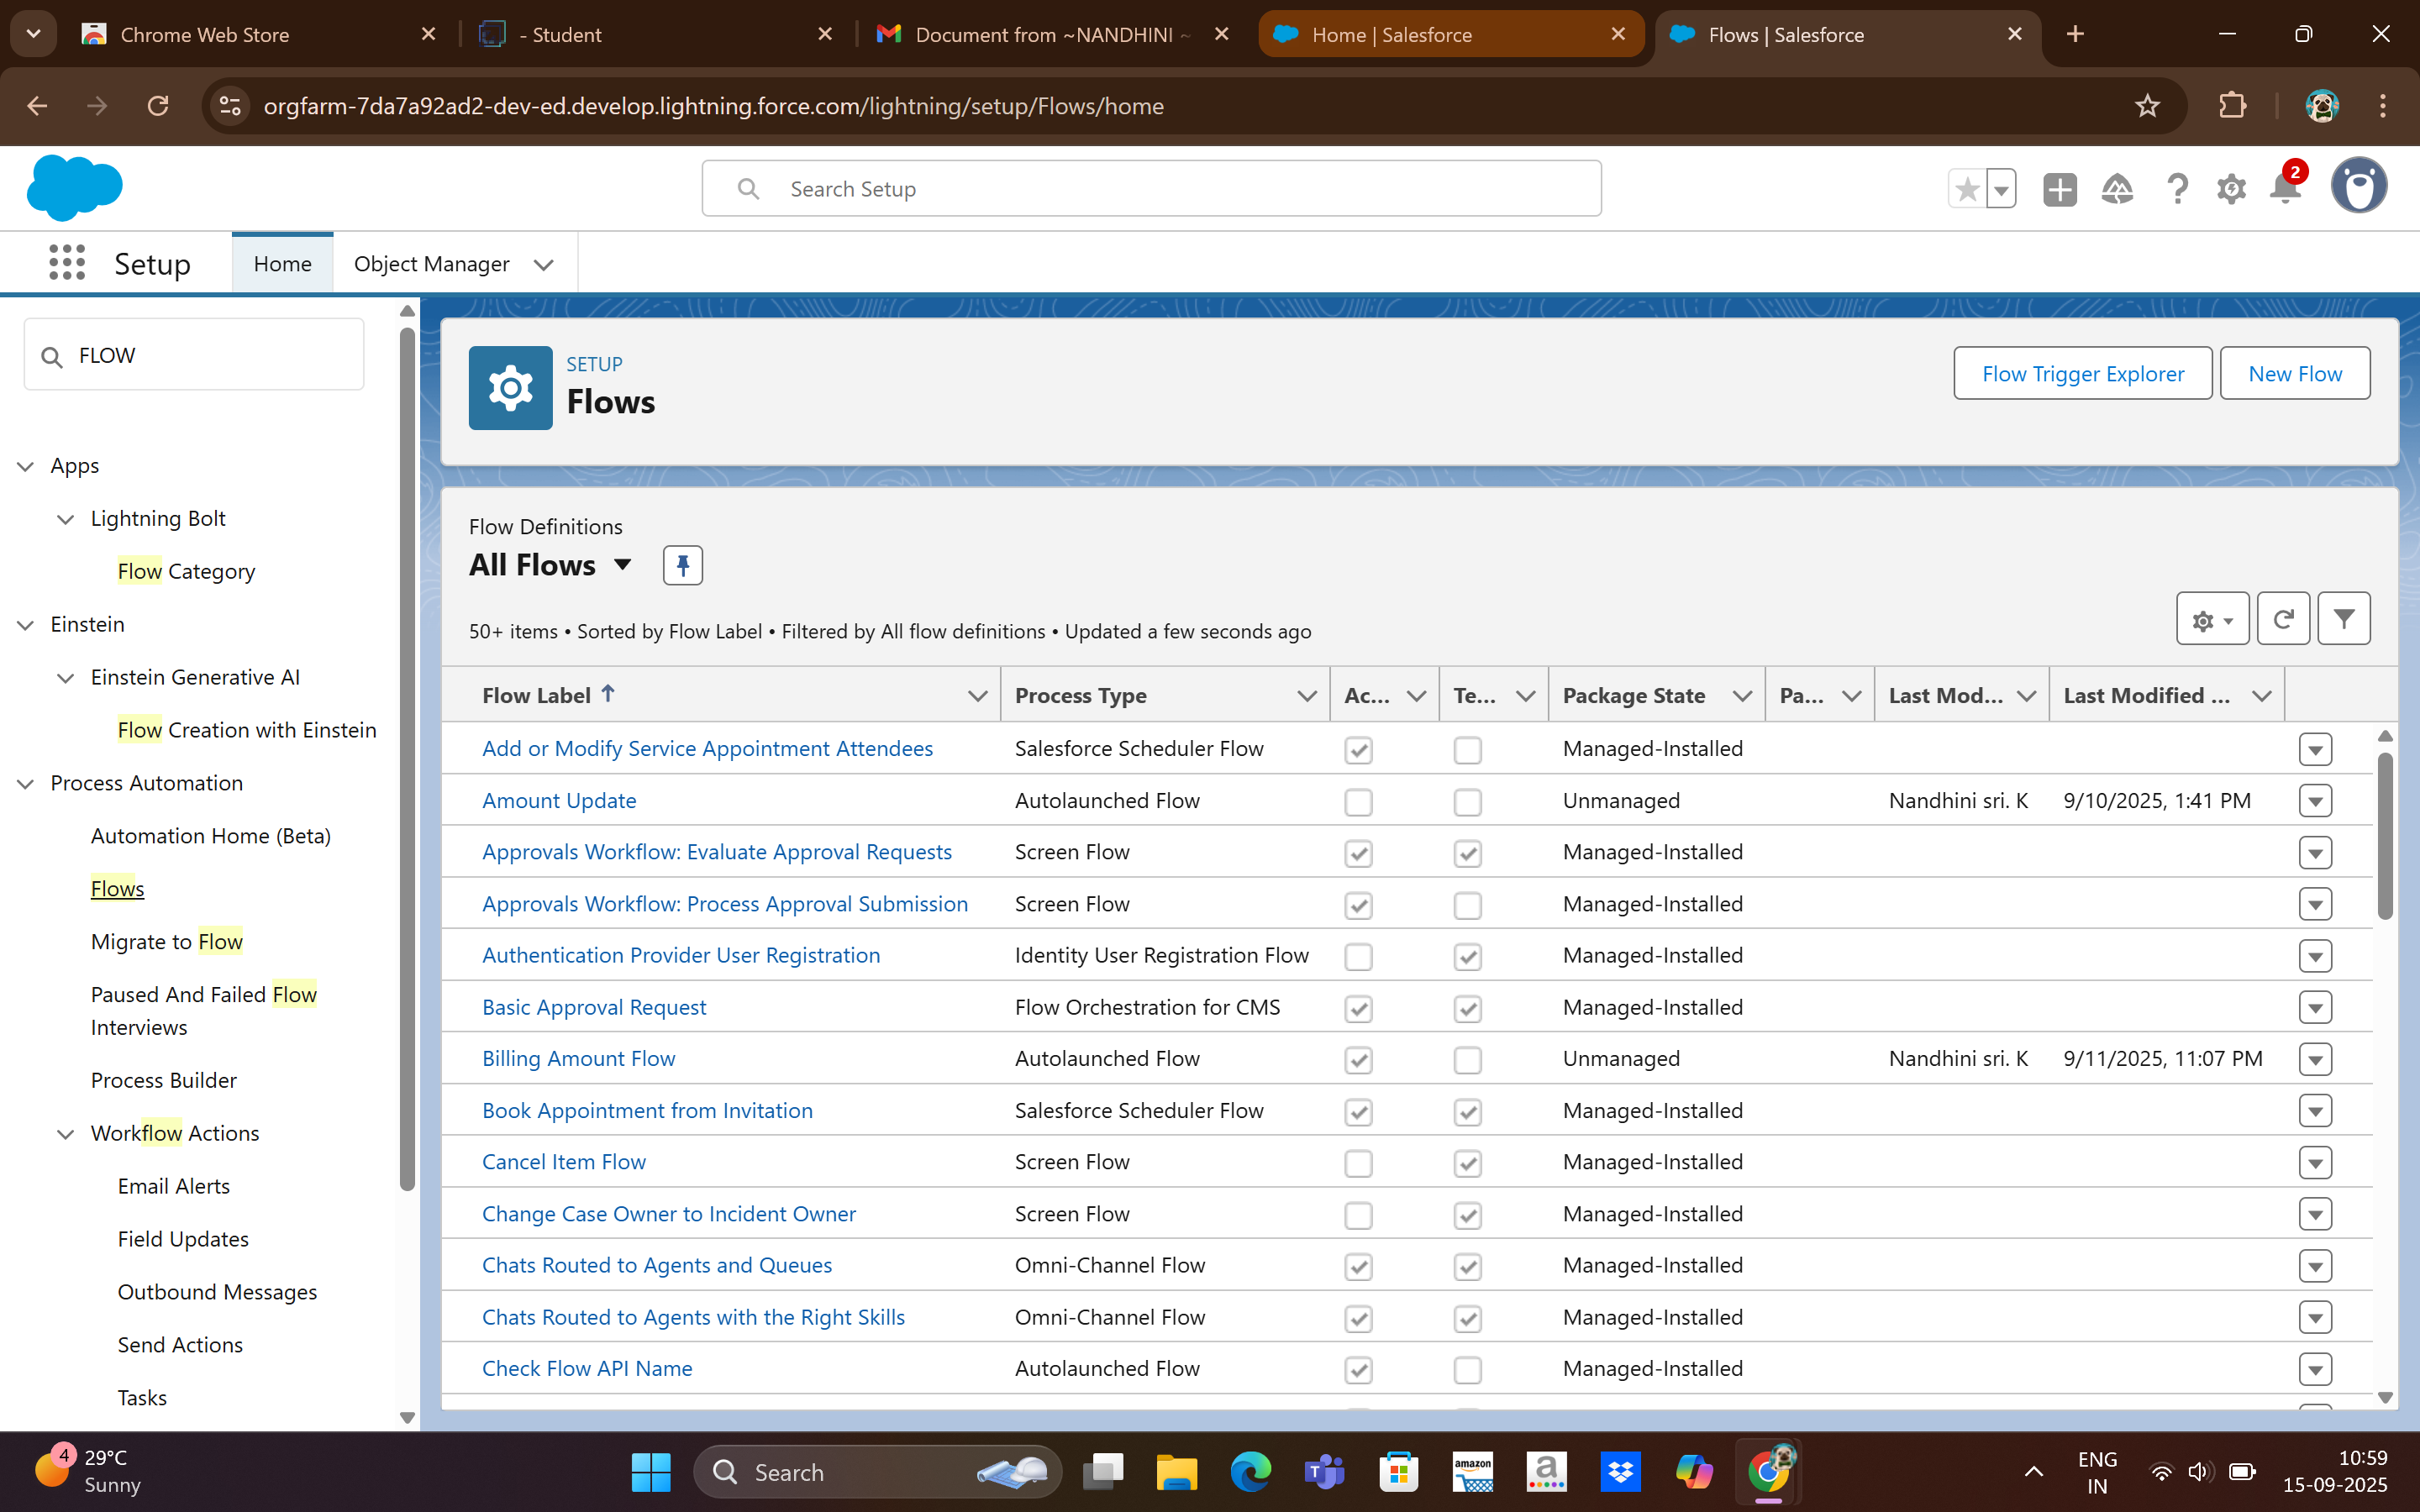 Chrome Web Store
- Student
Document from ~NANDHINI ~
Home | Salesforce
Flows | Salesforce
orgfarm-7da7a92ad2-dev-ed.develop.lightning.force.com/lightning/setup/Flows/home
Search Setup
2
Setup
Home
Object Manager
FLOW
Apps
Lightning Bolt
Flow Category
Einstein
Einstein Generative AI
Flow Creation with Einstein
Process Automation
Automation Home (Beta)
Flows
Migrate to Flow
Paused And Failed Flow
Interviews
Process Builder
Workflow Actions
Email Alerts
Field Updates
Outbound Messages
Send Actions
Tasks
SETUP
Flows
Flow Trigger Explorer
New Flow
Flow Definitions
All Flows
50+ items • Sorted by Flow Label • Filtered by All flow definitions • Updated a few seconds ago
Flow Label Process Type Ac... Te... Package State Pa... Last Mod... Last Modified ...
Add or Modify Service Appointment Attendees Salesforce Scheduler Flow Managed-Installed
Amount Update Autolaunched Flow Unmanaged Nandhini sri. K 9/10/2025, 1:41 PM
Approvals Workflow: Evaluate Approval Requests Screen Flow Managed-Installed
Approvals Workflow: Process Approval Submission Screen Flow Managed-Installed
Authentication Provider User Registration Identity User Registration Flow Managed-Installed
Basic Approval Request Flow Orchestration for CMS Managed-Installed
Billing Amount Flow Autolaunched Flow Unmanaged Nandhini sri. K 9/11/2025, 11:07 PM
Book Appointment from Invitation Salesforce Scheduler Flow Managed-Installed
Cancel Item Flow Screen Flow Managed-Installed
Change Case Owner to Incident Owner Screen Flow Managed-Installed
Chats Routed to Agents and Queues Omni-Channel Flow Managed-Installed
Chats Routed to Agents with the Right Skills Omni-Channel Flow Managed-Installed
Check Flow API Name Autolaunched Flow Managed-Installed
4
29°C
Sunny
Search
amazon
a
T
ENG
IN
10:59
15-09-2025